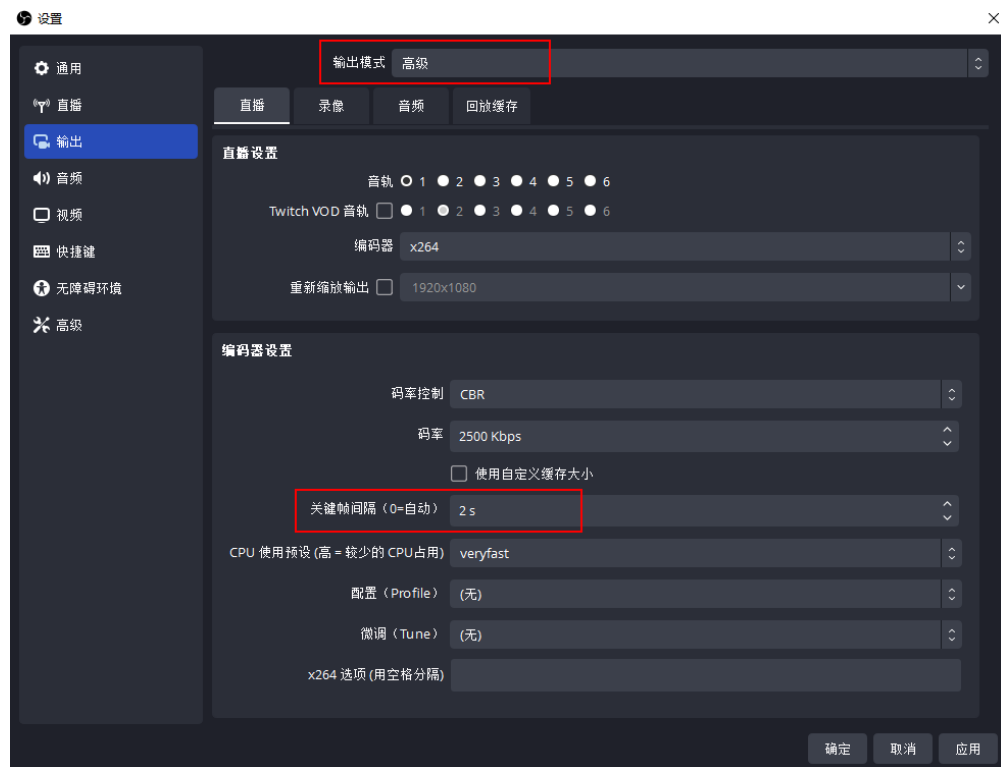 设置
输出模式 高级
通用
直播
输出
音频
视频
快捷键
无障碍环境
高级
直播 录像 音频 回放缓存
直播设置
音轨 1 2 3 4 5 6
Twitch VOD 音轨 1 2 3 4 5 6
编码器 x264
重新缩放输出 1920x1080
编码器设置
码率控制 CBR
码率 2500 Kbps
使用自定义缓存大小
关键帧间隔（0=自动） 2 s
CPU 使用预设 (高 = 较少的 CPU占用) veryfast
配置（Profile） (无)
微调（Tune） (无)
x264 选项 (用空格分隔)
确定 取消 应用